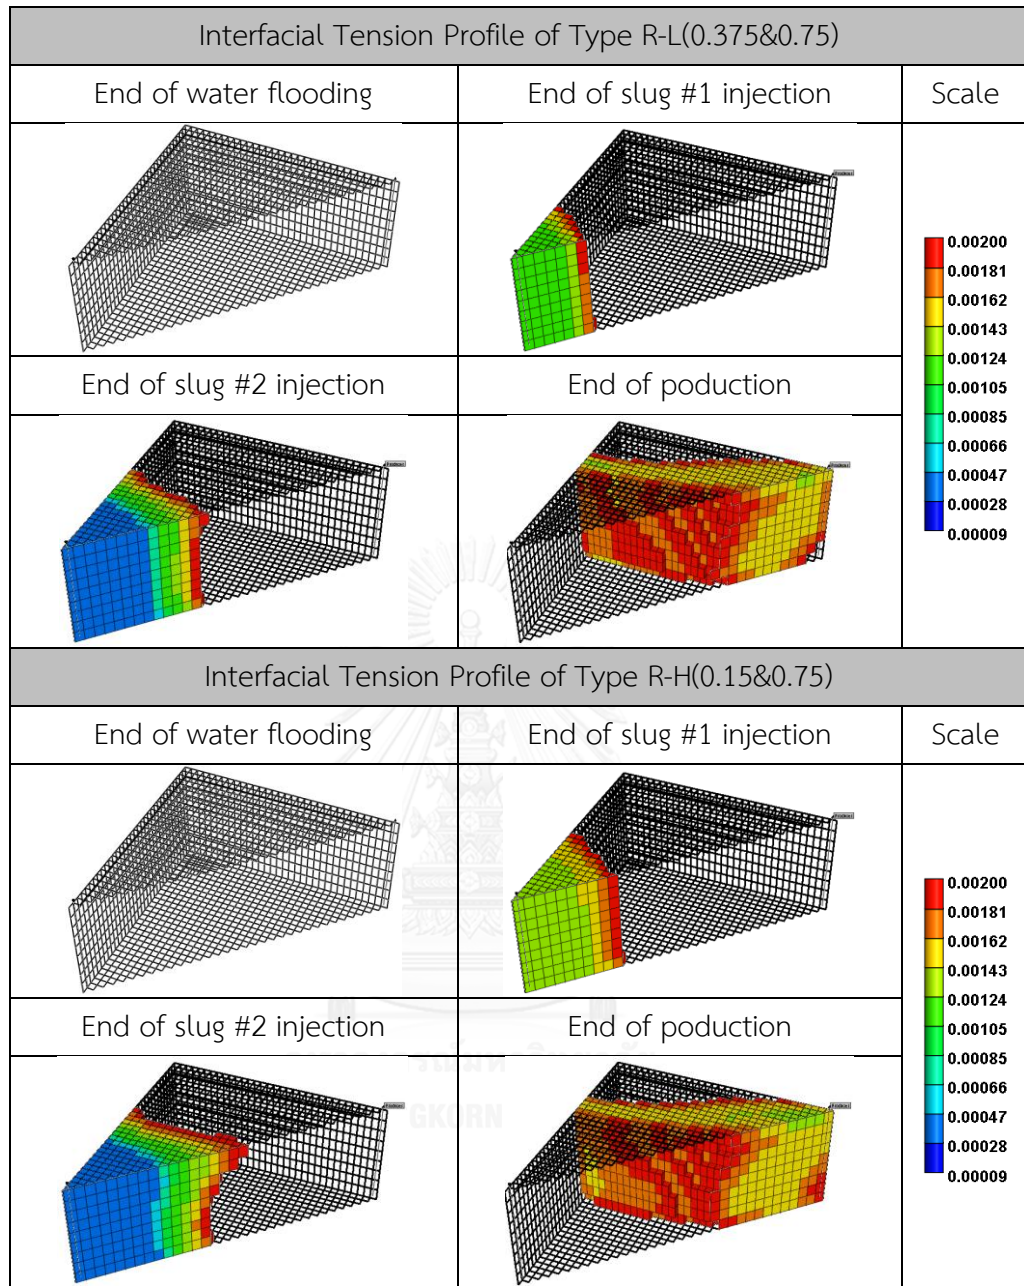 Interfacial Tension Profile of Type R-L(0.375&0.75)
End of water flooding
End of slug #1 injection
Scale
0.00200
0.00181
0.00162
0.00143
0.00124
0.00105
0.00085
0.00066
0.00047
0.00028
0.00009
End of slug #2 injection
End of poduction
Interfacial Tension Profile of Type R-H(0.15&0.75)
End of water flooding
End of slug #1 injection
Scale
0.00200
0.00181
0.00162
0.00143
0.00124
0.00105
0.00085
0.00066
0.00047
0.00028
0.00009
End of slug #2 injection
End of poduction
GKORN